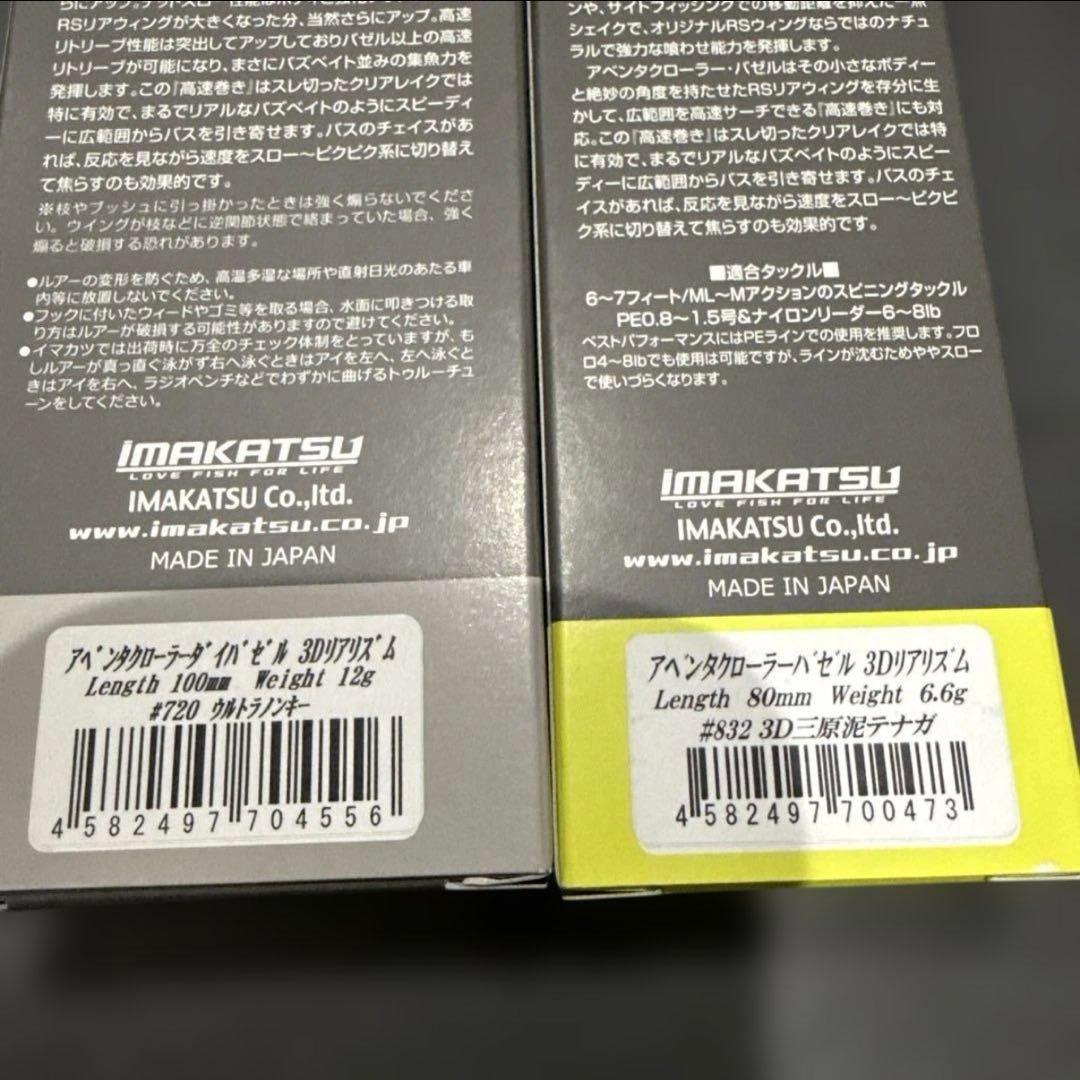 らにアップ。デッドスロー性能はボディと
RSリアウィングが大きくなった分、当然さらにアップ。高速
リトリーブ性能は突出してアップしておりバゼル以上の高速
リトリーブが可能になり、まさにバズベイト並みの集魚力を
発揮します。この『高速巻き』はスレ切ったクリアレイクでは
特に有効で、まるでリアルなバズベイトのようにスピーディ
ーに広範囲からバスを引き寄せます。バスのチェイスがあ
れば、反応を見ながら速度をスロー〜ピクピク系に切り替え
て焦らすのも効果的です。
※枝やブッシュに引っ掛かったときは強く煽らないでくださ
い。ウイングが枝などに逆関節状態で絡まっていた場合、強く
煽ると破損する恐れがあります。
●ルアーの変形を防ぐため、高温多湿な場所や直射日光のあたる車
内等に放置しないでください。
●フックに付いたウィードやゴミ等を取る場合、水面に叩きつける取
り方はルアーが破損する可能性がありますので避けてください。
●イマカツでは出荷時に万全のチェック体制をとっていますが、も
しルアーが真っ直ぐ泳がず右へ泳ぐときはアイを左へ、左へ泳ぐと
きはアイを右へ、ラジオペンチなどでわずかに曲げるトゥルーチュ
ーンをしてください。
IMAKATSU
LOVE FISH FOR LIFE
IMAKATSU Co.,ltd.
www.imakatsu.co.jp
MADE IN JAPAN
アベンタクローラーダイバゼル 3Dリアリズム
Length 100mm Weight 12g
#720 ウルトラノンキー
4 582497 704556
ンや、サイトフィッシングでの移動距離を抑えた一点
シェイクで、オリジナルRSウィングならではのナチュ
ラルで強力な喰わせ能力を発揮します。
アベンタクローラー・バゼルはその小さなボディー
と絶妙の角度を持たせたRSリアウィングを存分に生
かして、広範囲を高速サーチできる『高速巻き』にも対
応。この『高速巻き』はスレ切ったクリアレイクでは特
に有効で、まるでリアルなバズベイトのようにスピー
ディーに広範囲からバスを引き寄せます。バスのチェ
イスがあれば、反応を見ながら速度をスロー〜ピクピ
ク系に切り替えて焦らすのも効果的です。
■適合タックル■
6〜7フィート/ML〜Mアクションのスピニングタックル
PE0.8〜1.5号&ナイロンリーダー6〜8lb
ベストパフォーマンスにはPEラインでの使用を推奨します。フロ
ロ4〜8lbでも使用は可能ですが、ラインが沈むためややスロー
で使いづらくなります。
IMAKATSU
LOVE FISH FOR LIFE
IMAKATSU Co.,ltd.
www.imakatsu.co.jp
MADE IN JAPAN
アベンタクローラーバゼル 3Dリアリズム
Length 80mm Weight 6.6g
#832 3D三原泥テナガ
4 582497 700473